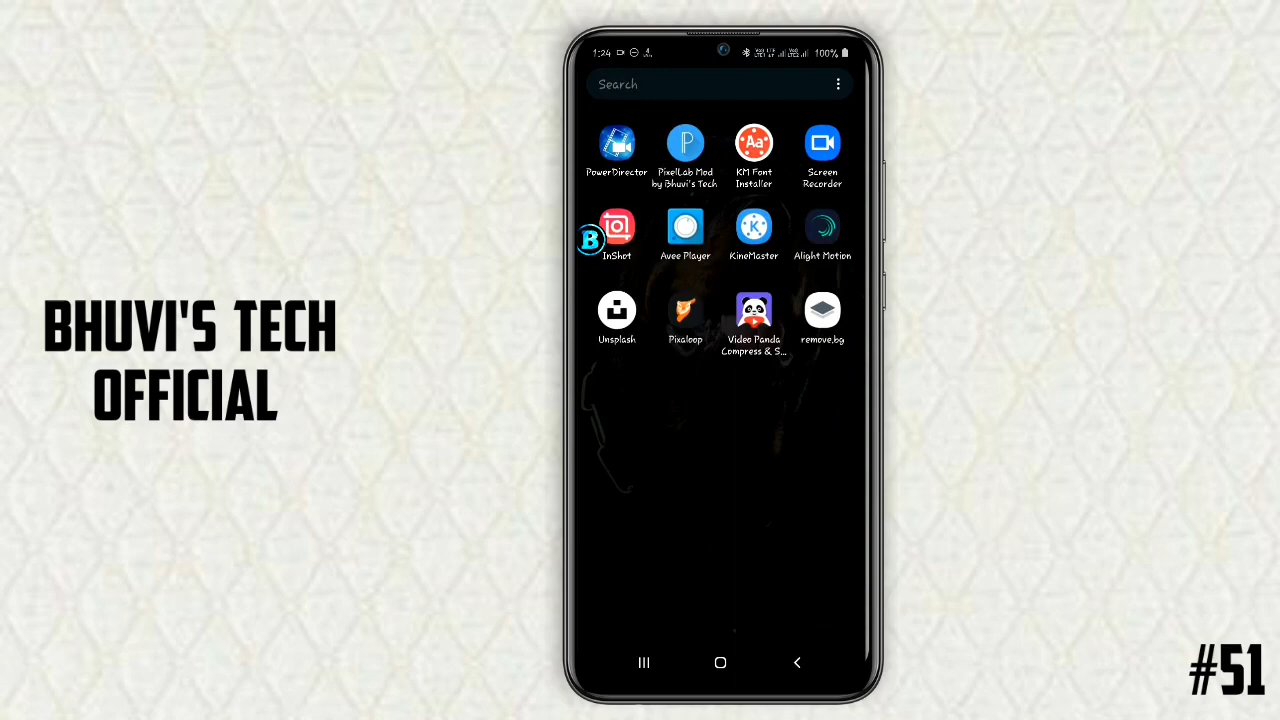 BHUVI'S TECH
OFFICIAL
1:24
100%
Search
PowerDirector
PixelLab Mod
by Bhuvi's Tech
KM Font
Installer
Screen
Recorder
Aa
B
InShot
Avee Player
K
KineMaster
Alight Motion
Unsplash
Pixaloop
Video Panda
Compress & S...
remove.bg
#51